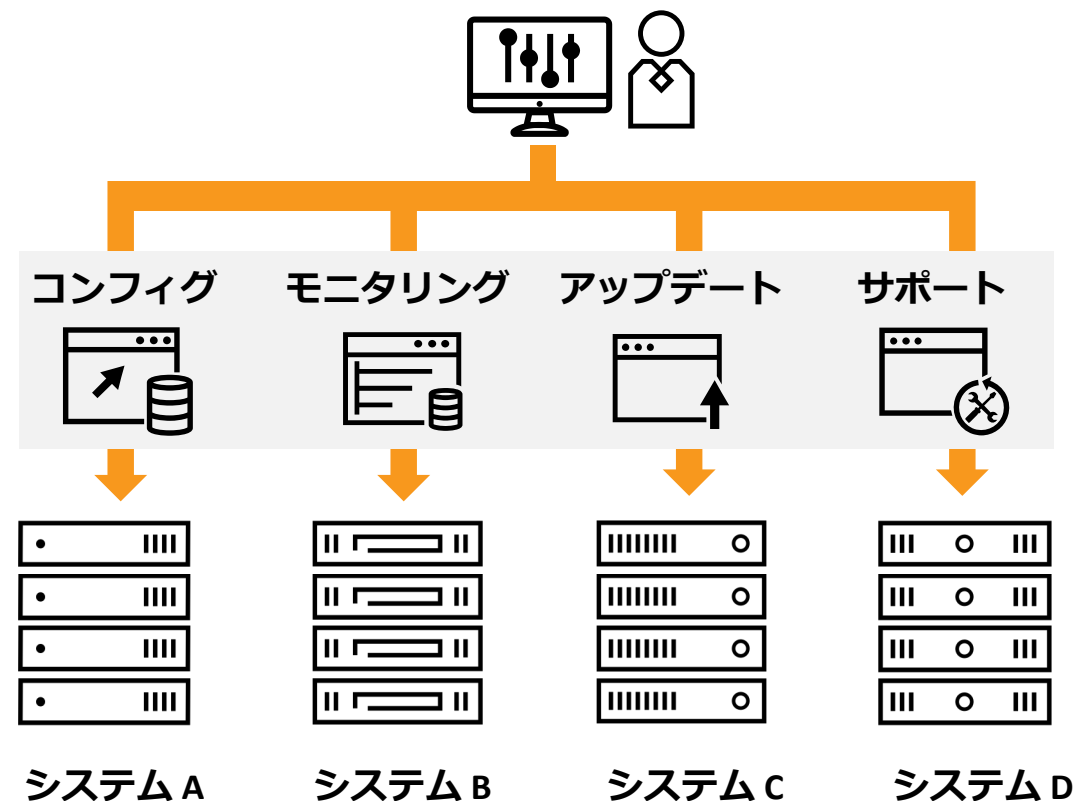 コンフィグ
モニタリング
アップデート
サポート
システム A
システム B
システム C
システム D